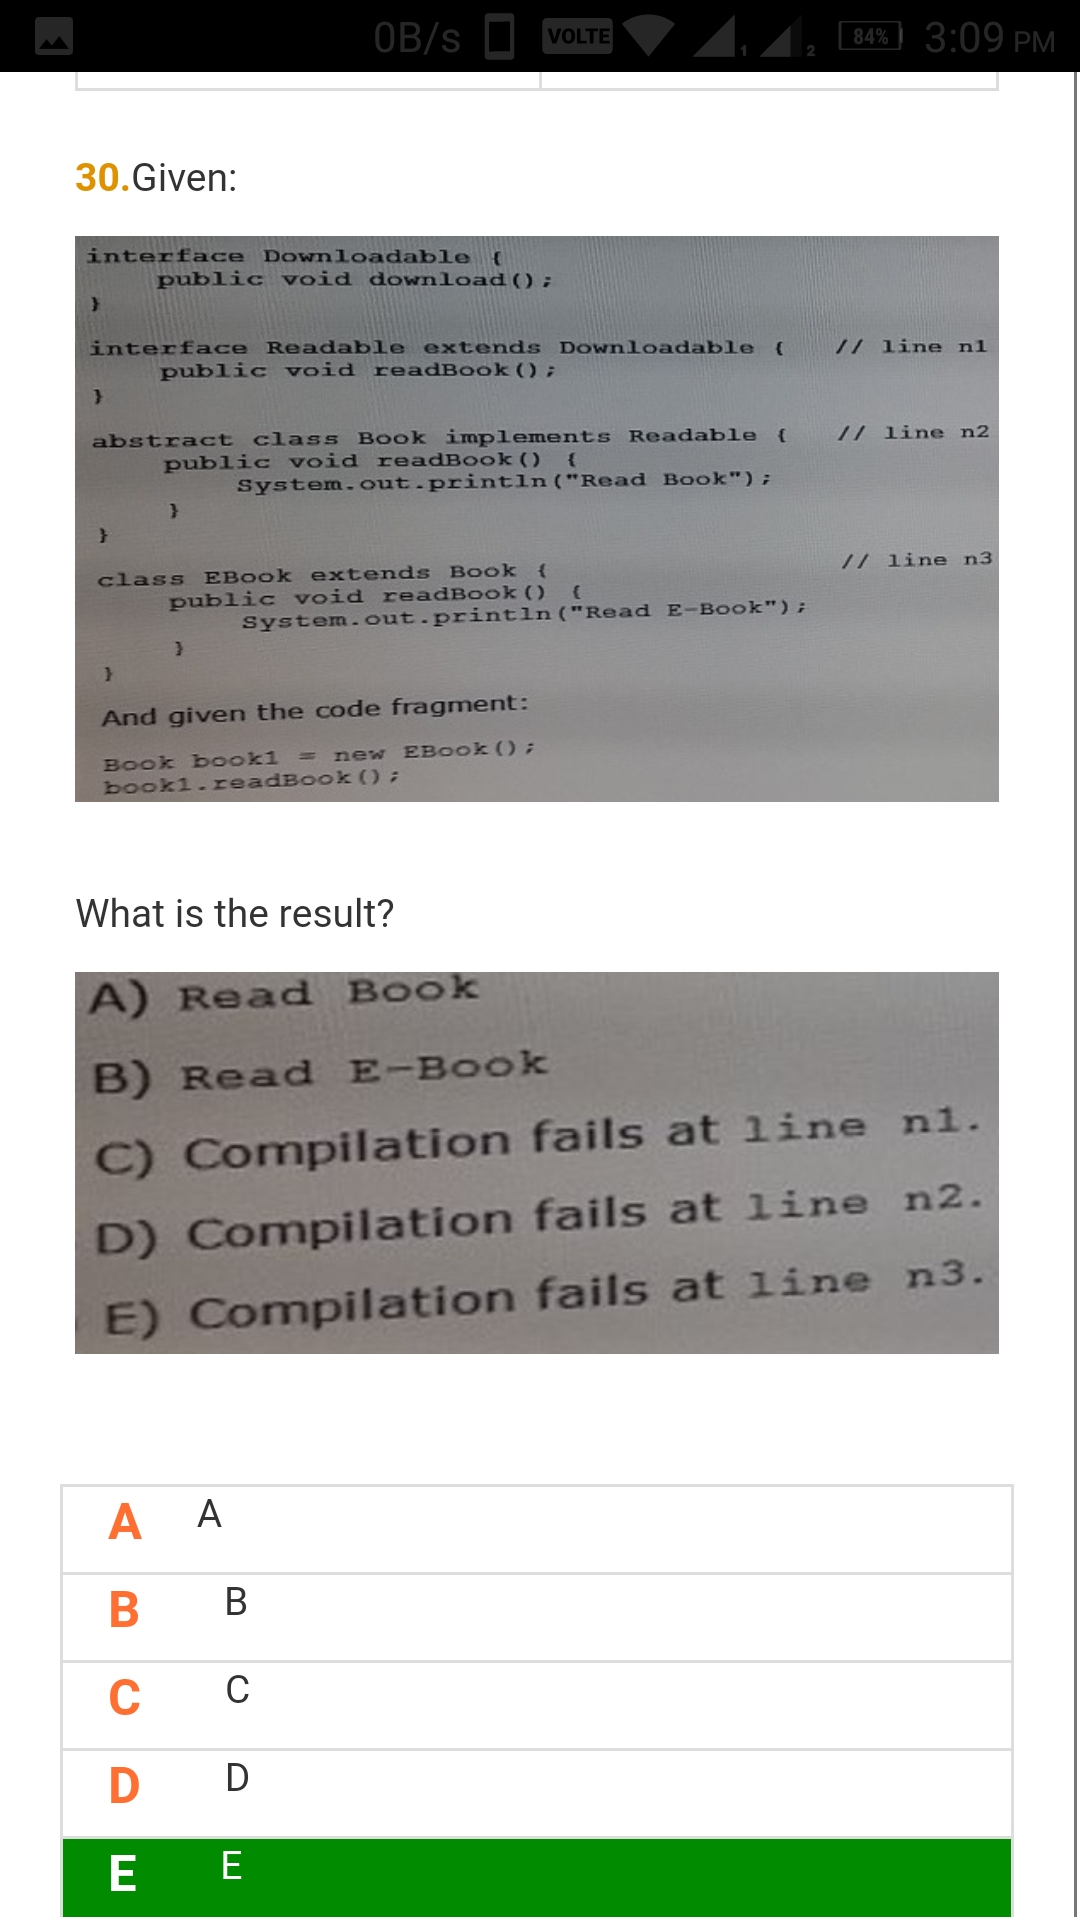 0B/s VOLTE 1 2 84% 3:09 PM
30.Given:
interface Downloadable {
public void download();
}
interface Readable extends Downloadable { // line n1
public void readBook();
}
abstract class Book implements Readable { // line n2
public void readBook() {
System.out.println("Read Book");
}
}
class EBook extends Book { // line n3
public void readBook() {
System.out.println("Read E-Book");
}
}
And given the code fragment:
Book book1 = new EBook();
book1.readBook();
What is the result?
A) Read Book
B) Read E-Book
C) Compilation fails at line n1.
D) Compilation fails at line n2.
E) Compilation fails at line n3.
A A
B B
C C
D D
E E